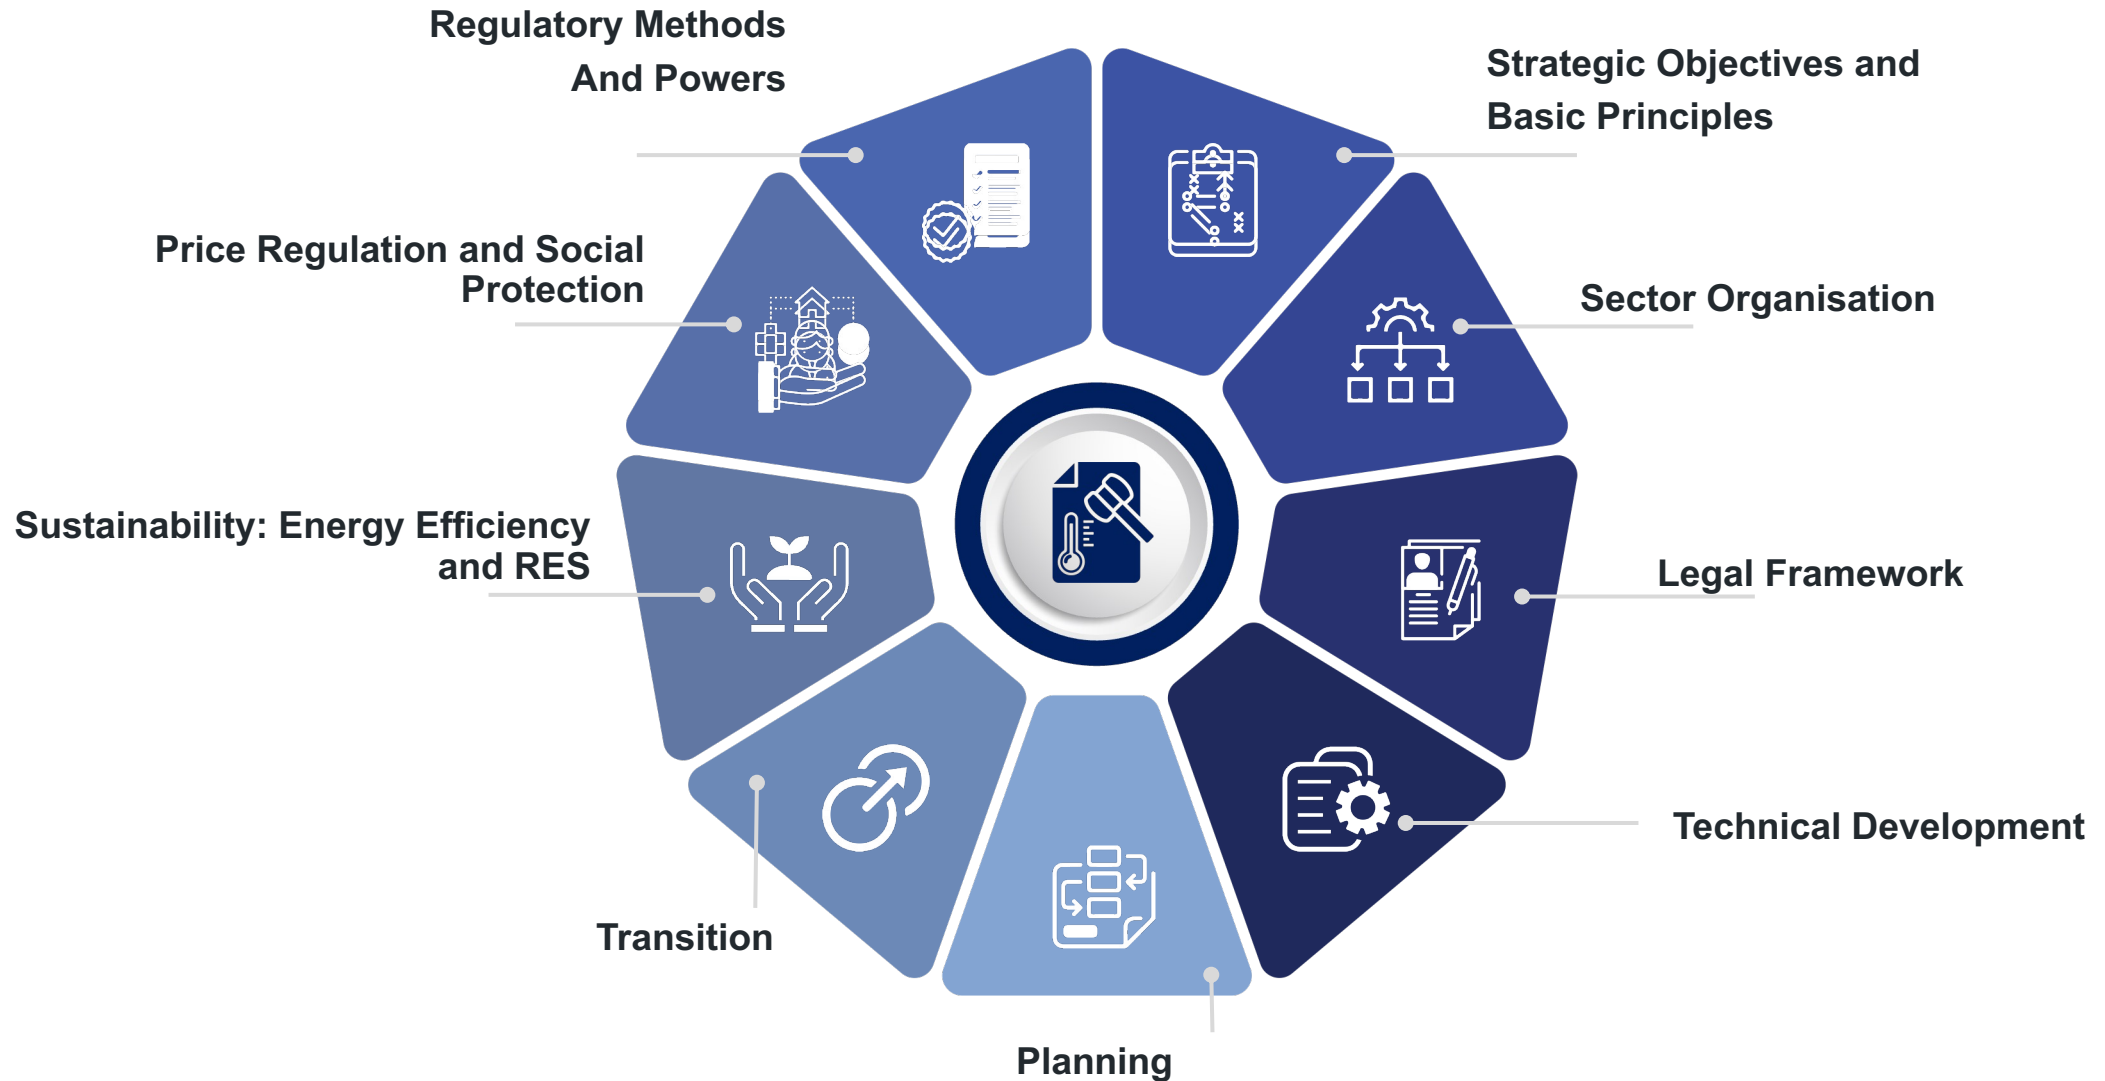 Regulatory Methods
And Powers
Strategic Objectives and
Basic Principles
Price Regulation and Social
Protection
Sector Organisation
Sustainability: Energy Efficiency
and RES
Legal Framework
Technical Development
Transition
Planning